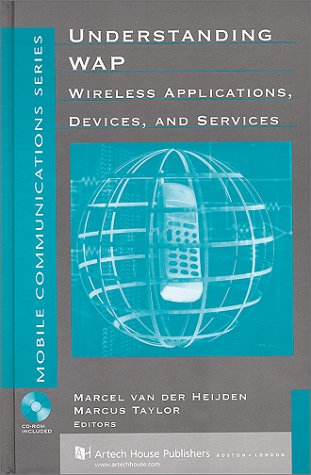 MOBILE COMMUNICATIONS SERIES
UNDERSTANDING
WAP
WIRELESS APPLICATIONS,
DEVICES, AND SERVICES
CD-ROM
INCLUDED
MARCEL VAN DER HEIJDEN
MARCUS TAYLOR
EDITORS
Artech House Publishers
BOSTON • LONDON
www.artechhouse.com